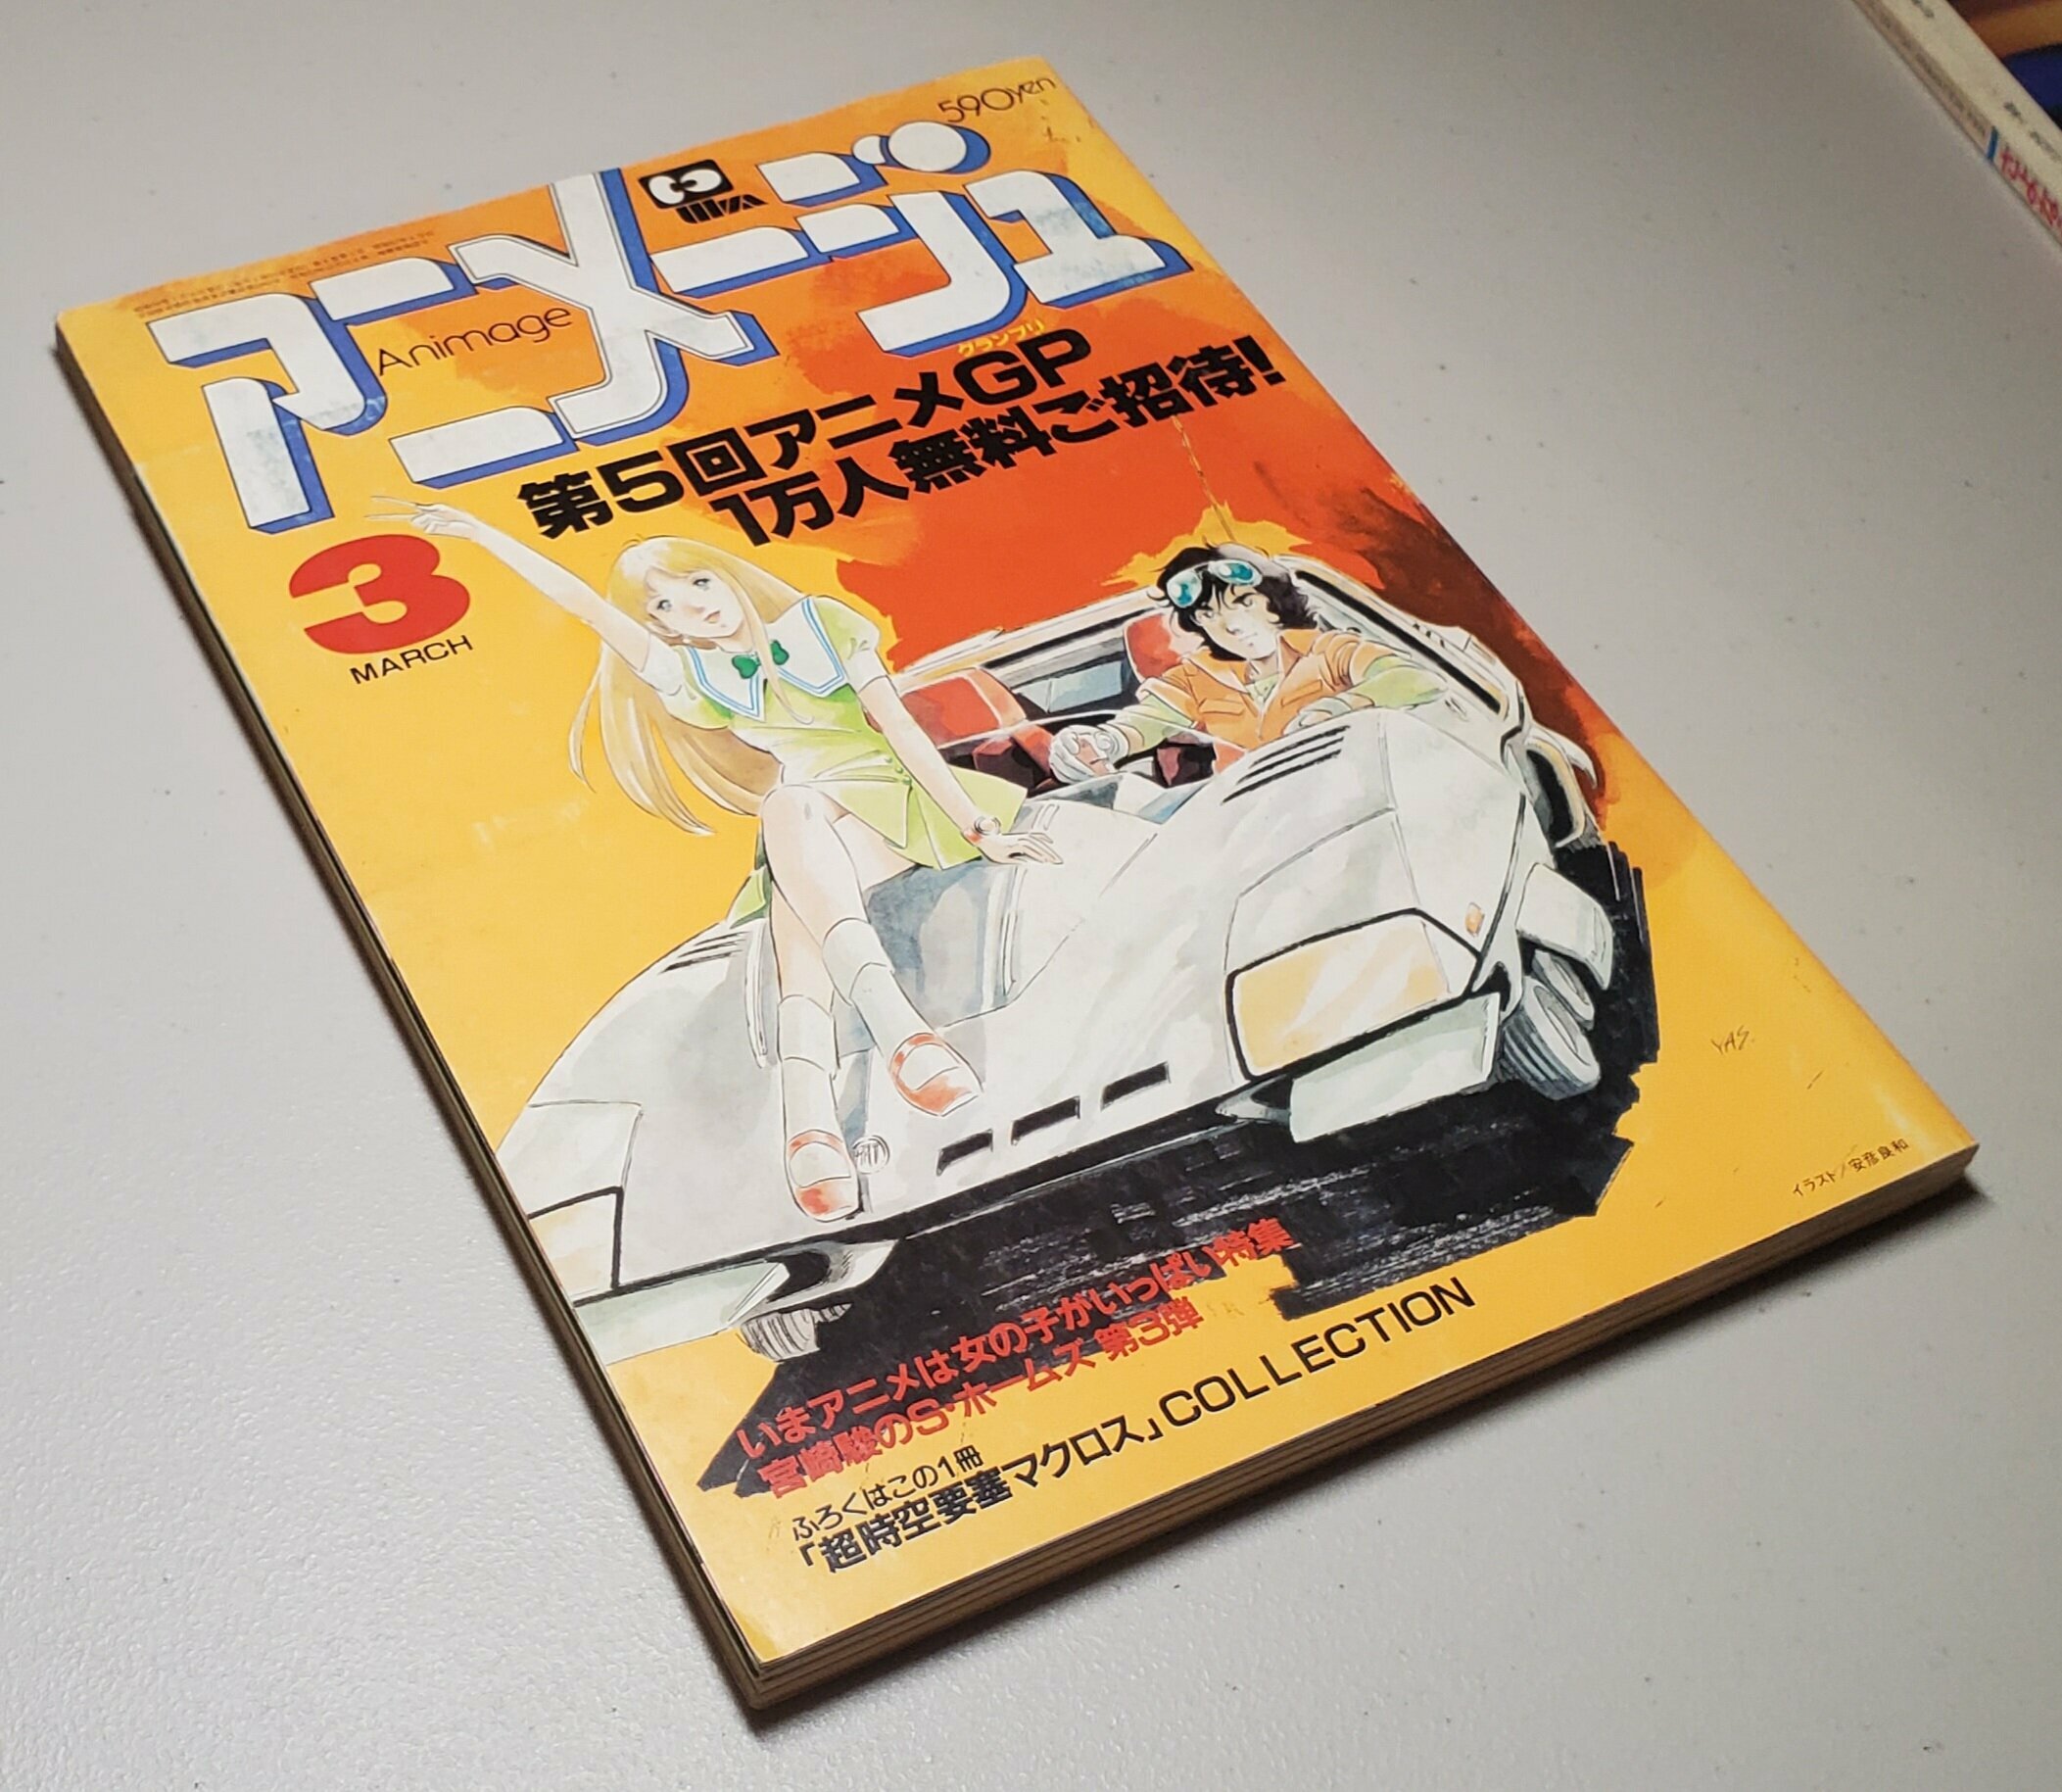 590yen
アニメージュ
Animage
グランプリ
第5回アニメGP
1万人無料ご招待!
3
MARCH
YAS.
イラスト/安彦良和
いまアニメは女の子がいっぱい特集
宮崎駿のS・ホームズ 第3弾
ふろくはこの1冊
「超時空要塞マクロス」COLLECTION